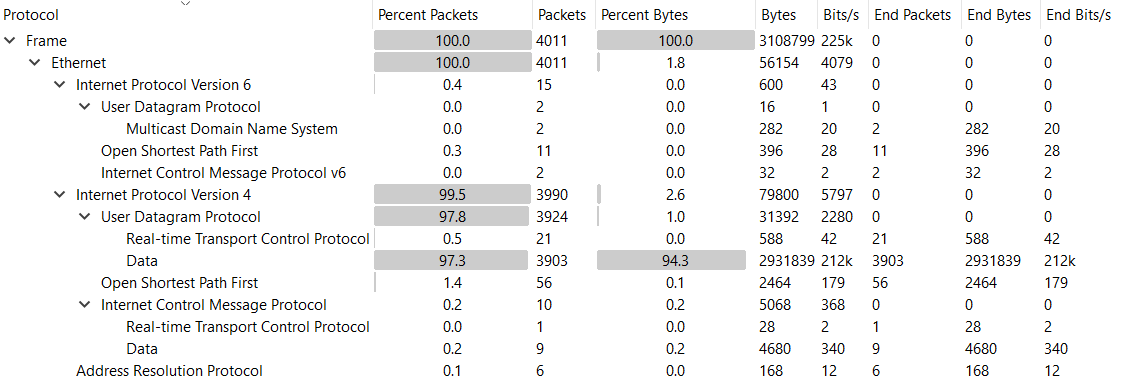 Protocol Percent Packets Packets Percent Bytes Bytes Bits/s End Packets End Bytes End Bits/s
Frame 100.0 4011 100.0 3108799 225k 0 0 0
Ethernet 100.0 4011 1.8 56154 4079 0 0 0
Internet Protocol Version 6 0.4 15 0.0 600 43 0 0 0
User Datagram Protocol 0.0 2 0.0 16 1 0 0 0
Multicast Domain Name System 0.0 2 0.0 282 20 2 282 20
Open Shortest Path First 0.3 11 0.0 396 28 11 396 28
Internet Control Message Protocol v6 0.0 2 0.0 32 2 2 32 2
Internet Protocol Version 4 99.5 3990 2.6 79800 5797 0 0 0
User Datagram Protocol 97.8 3924 1.0 31392 2280 0 0 0
Real-time Transport Control Protocol 0.5 21 0.0 588 42 21 588 42
Data 97.3 3903 94.3 2931839 212k 3903 2931839 212k
Open Shortest Path First 1.4 56 0.1 2464 179 56 2464 179
Internet Control Message Protocol 0.2 10 0.2 5068 368 0 0 0
Real-time Transport Control Protocol 0.0 1 0.0 28 2 1 28 2
Data 0.2 9 0.2 4680 340 9 4680 340
Address Resolution Protocol 0.1 6 0.0 168 12 6 168 12